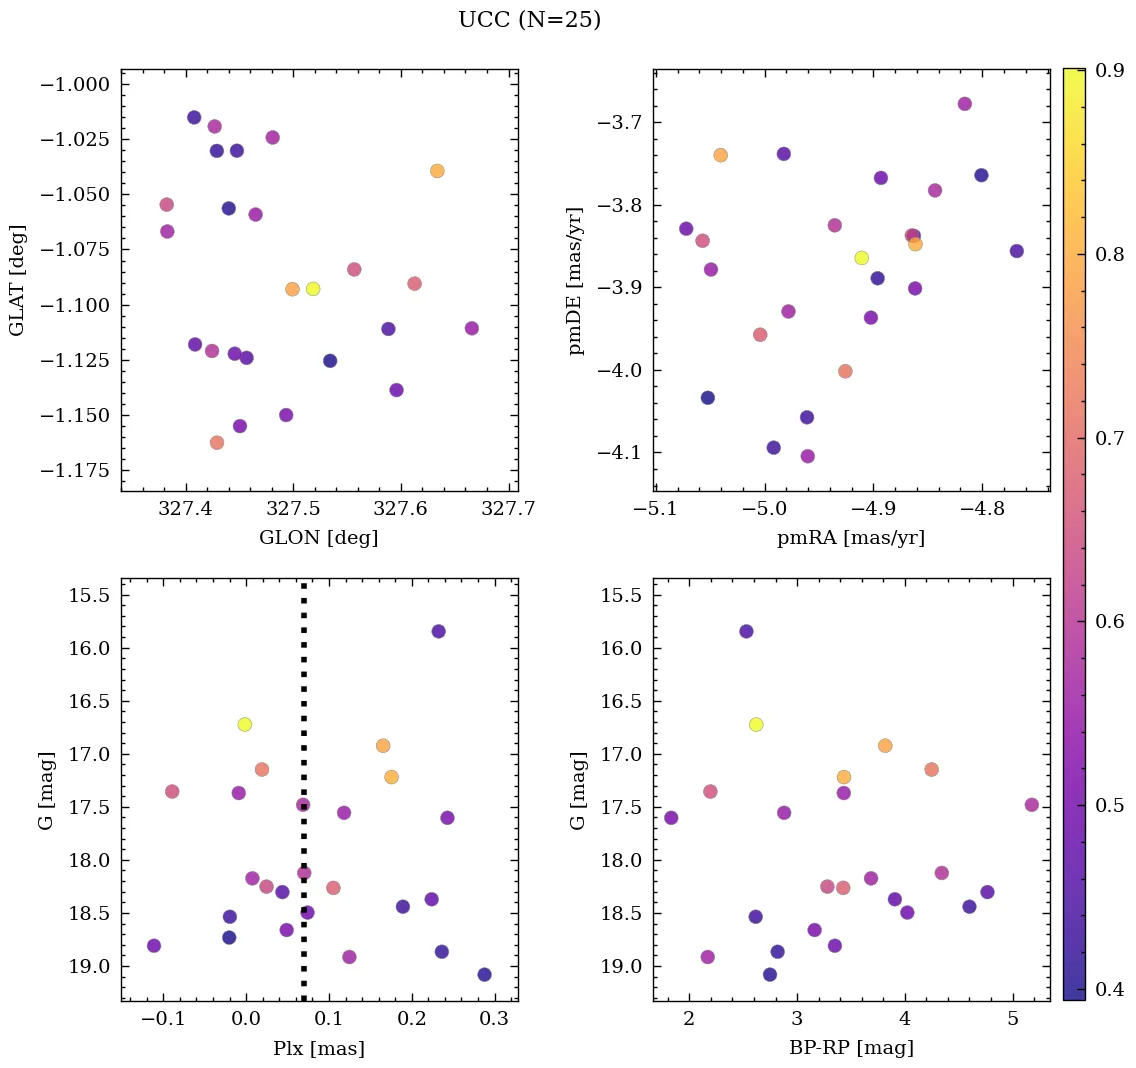 UCC (N=25)
−1.000
−1.025
−1.050
−1.075
−1.100
−1.125
−1.150
−1.175
GLAT [deg]
327.4 327.5 327.6 327.7
GLON [deg]
−3.7
−3.8
−3.9
−4.0
−4.1
pmDE [mas/yr]
−5.1 −5.0 −4.9 −4.8
pmRA [mas/yr]
15.5
16.0
16.5
17.0
17.5
18.0
18.5
19.0
G [mag]
−0.1 0.0 0.1 0.2 0.3
Plx [mas]
15.5
16.0
16.5
17.0
17.5
18.0
18.5
19.0
G [mag]
2 3 4 5
BP-RP [mag]
0.9
0.8
0.7
0.6
0.5
0.4